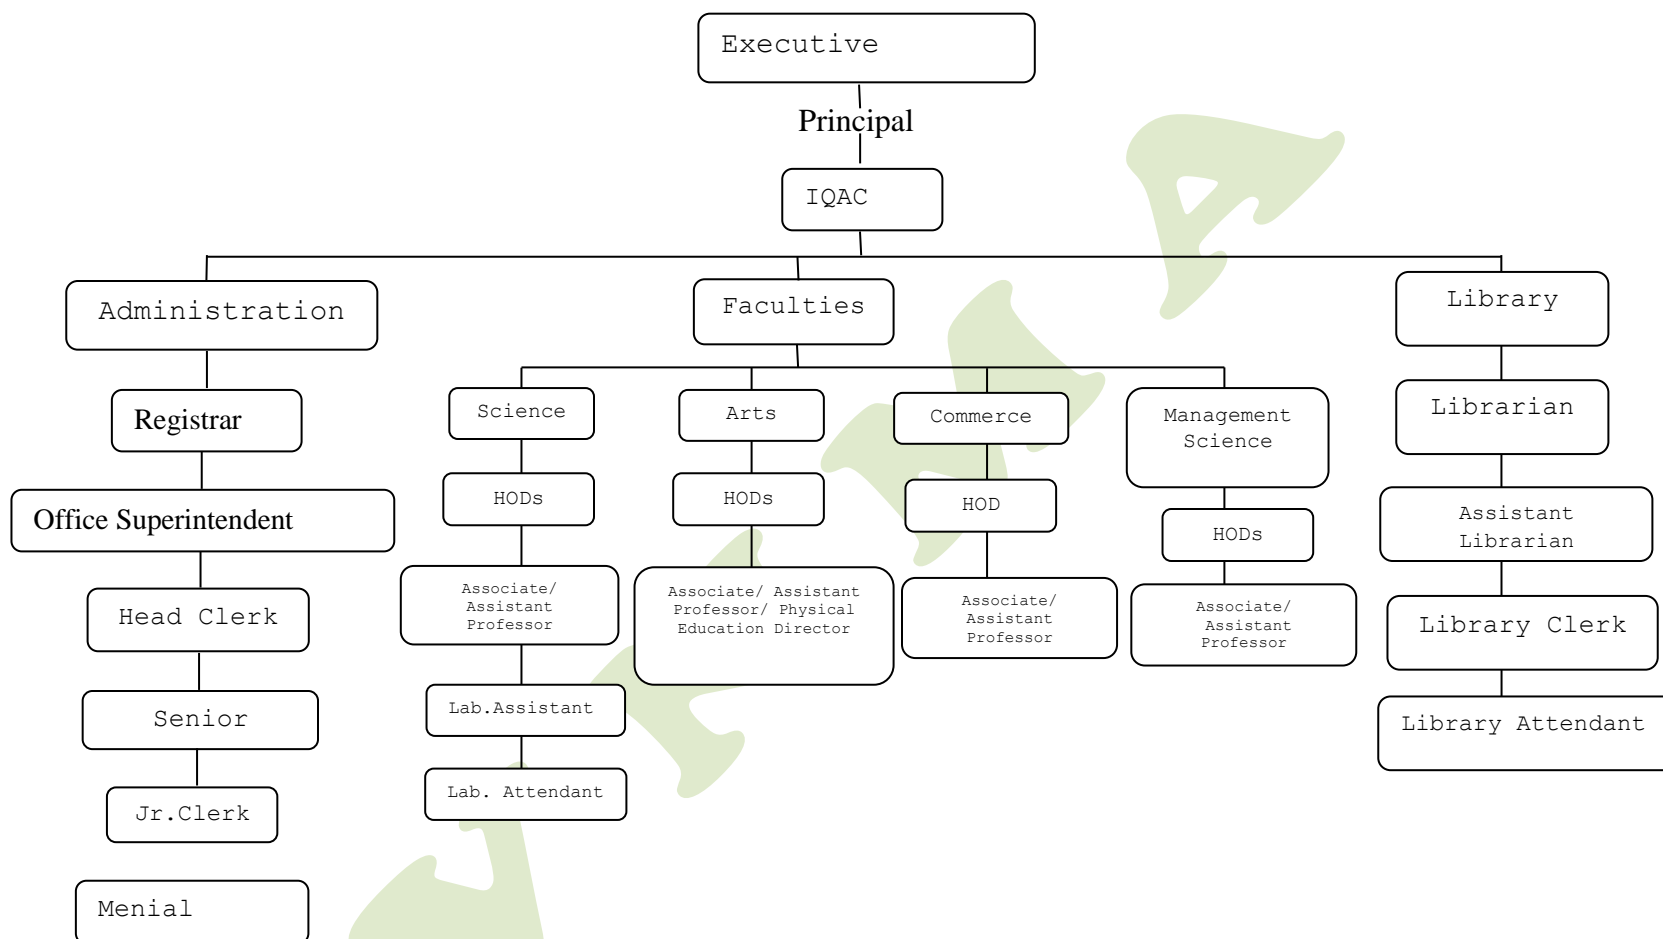 Executive
Principal
IQAC
Administration
Faculties
Library
Registrar
Science
Arts
Commerce
Management
Science
Librarian
Office Superintendent
HODs
HODs
HOD
HODs
Assistant
Librarian
Head Clerk
Associate/
Assistant
Professor
Associate/ Assistant
Professor/ Physical
Education Director
Associate/
Assistant
Professor
Associate/
Assistant
Professor
Library Clerk
Senior
Lab.Assistant
Library Attendant
Jr.Clerk
Lab. Attendant
Menial